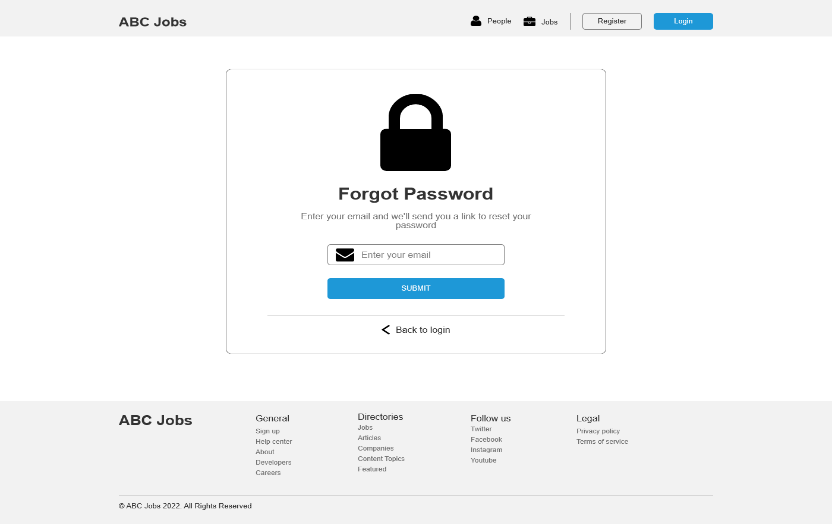 ABC Jobs
People
Jobs
Register
Login
Forgot Password
Enter your email and we'll send you a link to reset your
password
Enter your email
SUBMIT
Back to login
ABC Jobs
General
Sign up
Help center
About
Developers
Careers
Directories
Jobs
Articles
Companies
Content Topics
Featured
Follow us
Twitter
Facebook
Instagram
Youtube
Legal
Privacy policy
Terms of service
© ABC Jobs 2022. All Rights Reserved